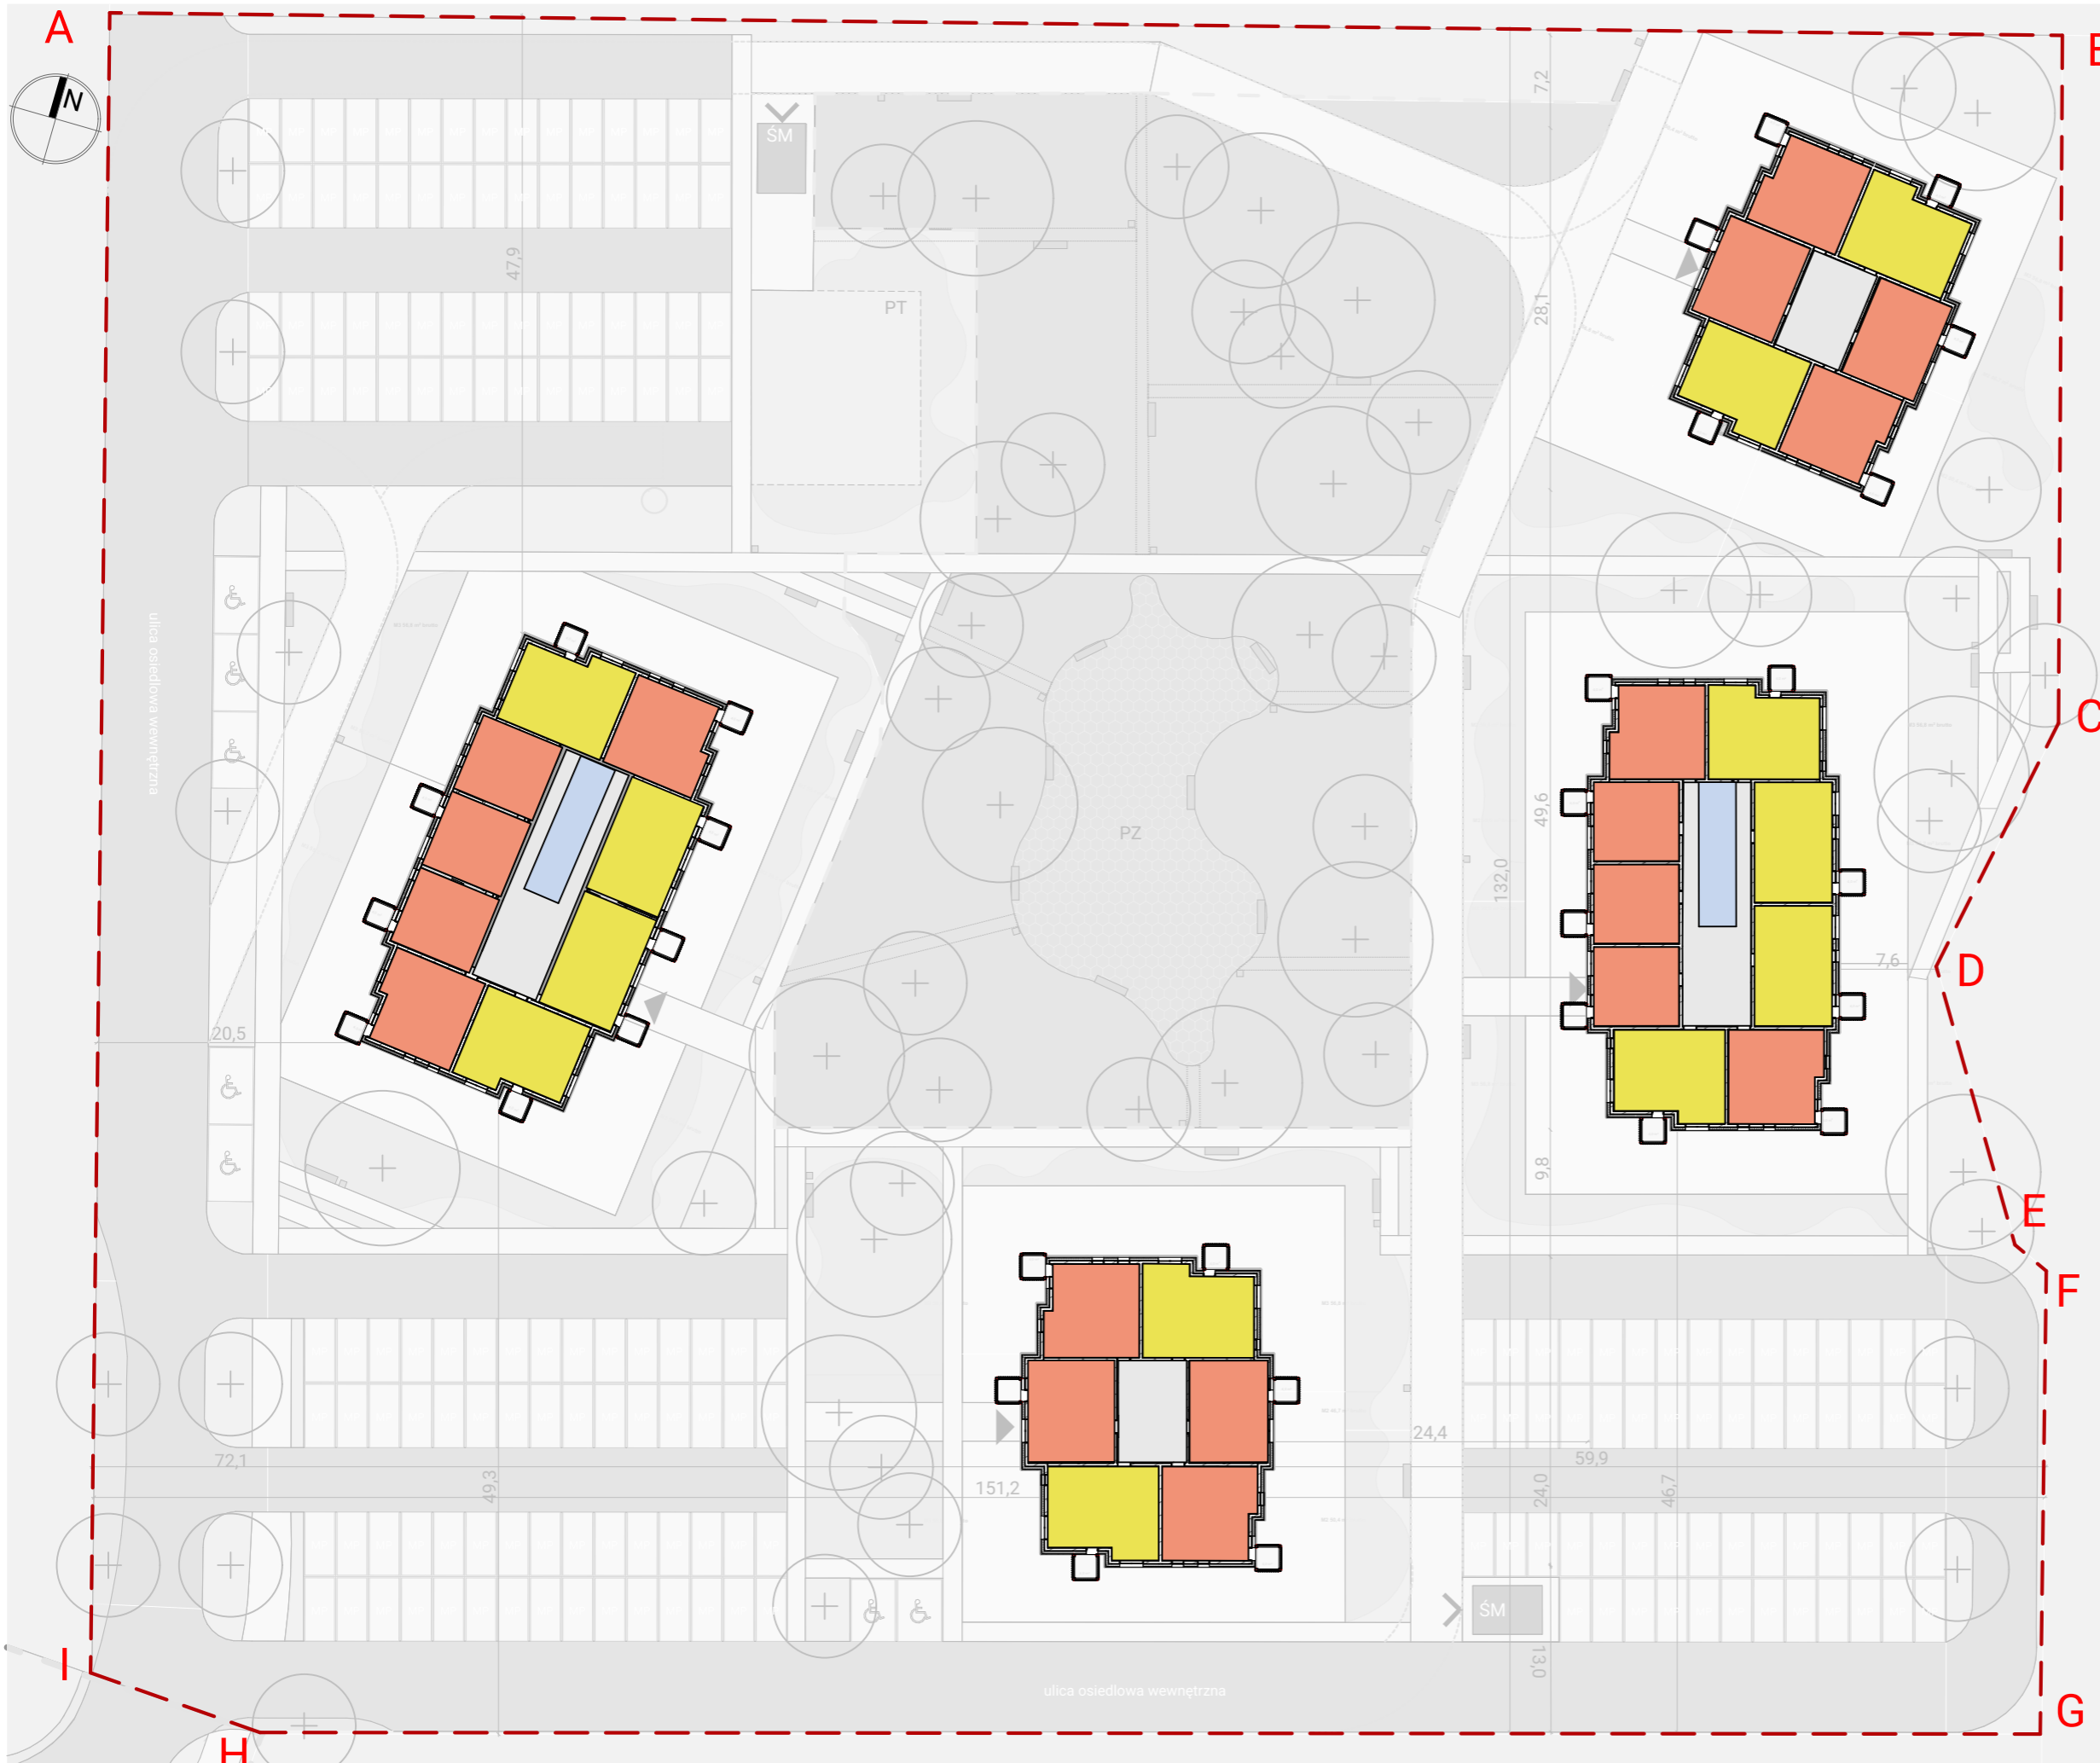 A
B
N
7,2
ŚM
47,9
PT
28,1
C
ulica osiedlowa wewnętrzna
49,6
PZ
132,0
7,6
D
20,5
9,8
E
F
24,4
72,1
59,9
49,3
151,2
24,0
46,7
ŚM
13,0
I
ulica osiedlowa wewnętrzna
G
H